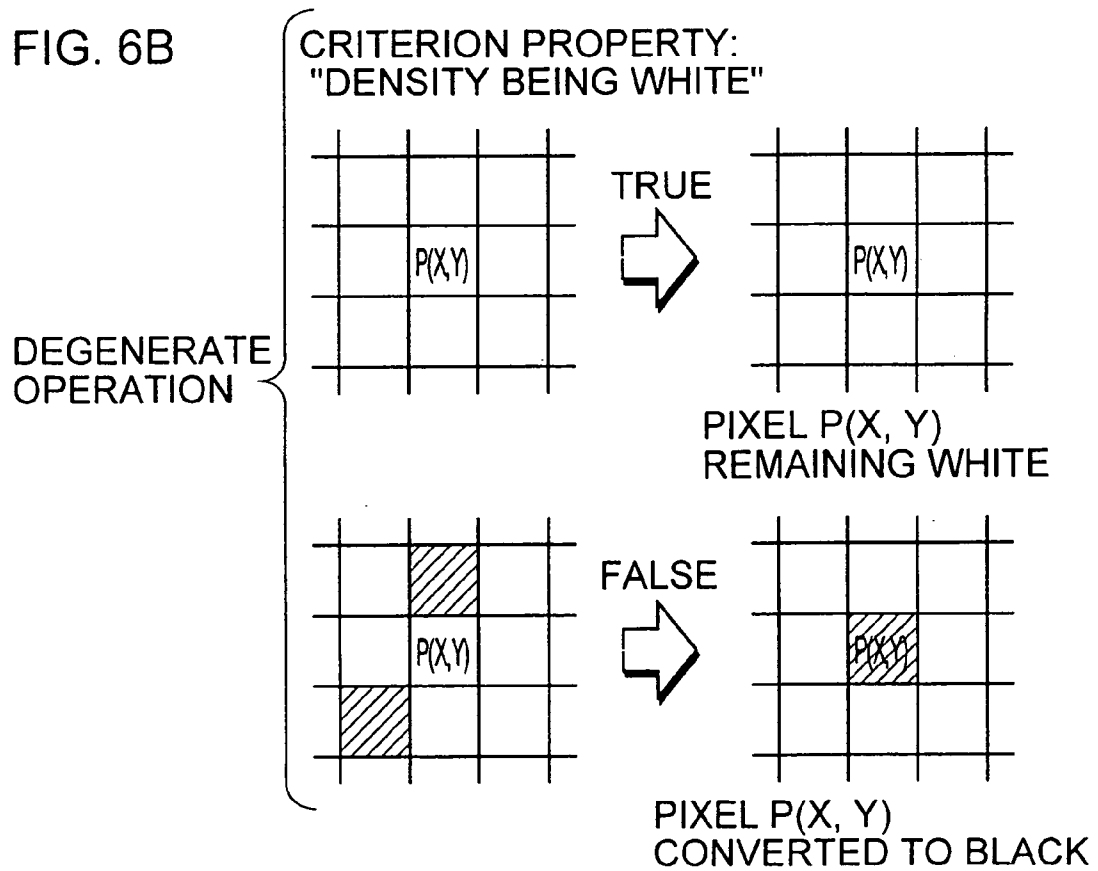 FIG. 6B
CRITERION PROPERTY:
"DENSITY BEING WHITE"
P(X,Y)
TRUE
P(X,Y)
DEGENERATE
OPERATION
PIXEL P(X, Y)
REMAINING WHITE
P(X,Y)
FALSE
P(X,Y)
PIXEL P(X, Y)
CONVERTED TO BLACK